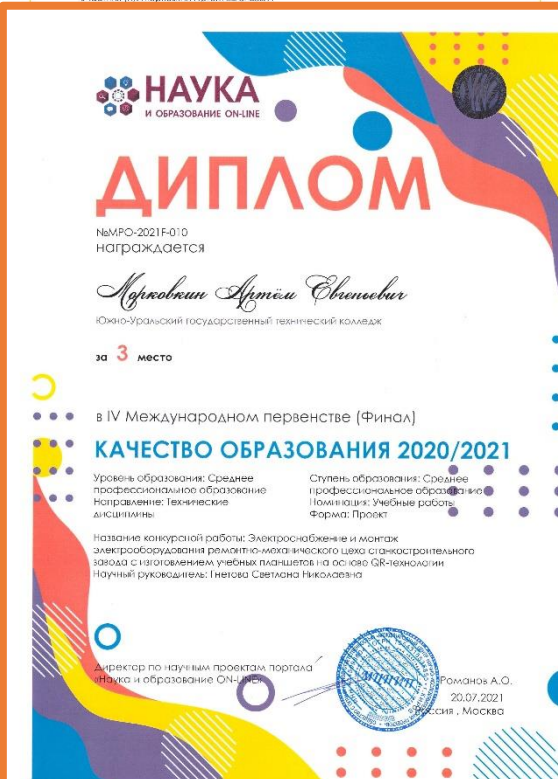 НАУКА
И ОБРАЗОВАНИЕ ON-LINE
ДИПЛОМ
№МРО-2021F-010
награждается
Морковкин Артём Евгеньевич
Южно-Уральский государственный технический колледж
за 3 место
в IV Международном первенстве (Финал)
КАЧЕСТВО ОБРАЗОВАНИЯ 2020/2021
Уровень образования: Среднее
профессиональное образование
Направление: Технические
дисциплины
Ступень образования: Среднее
профессиональное образование
Номинация: Учебные работы
Форма: Проект
Название конкурсной работы: Электроснабжение и монтаж
электрооборудования ремонтно-механического цеха станкостроительного
завода с изготовлением учебных планшетов на основе QR-технологии
Научный руководитель: Гнетова Светлана Николаевна
Директор по научным проектам портала
«Наука и образование ON-LINE»
Романов А.О.
20.07.2021
Россия , Москва